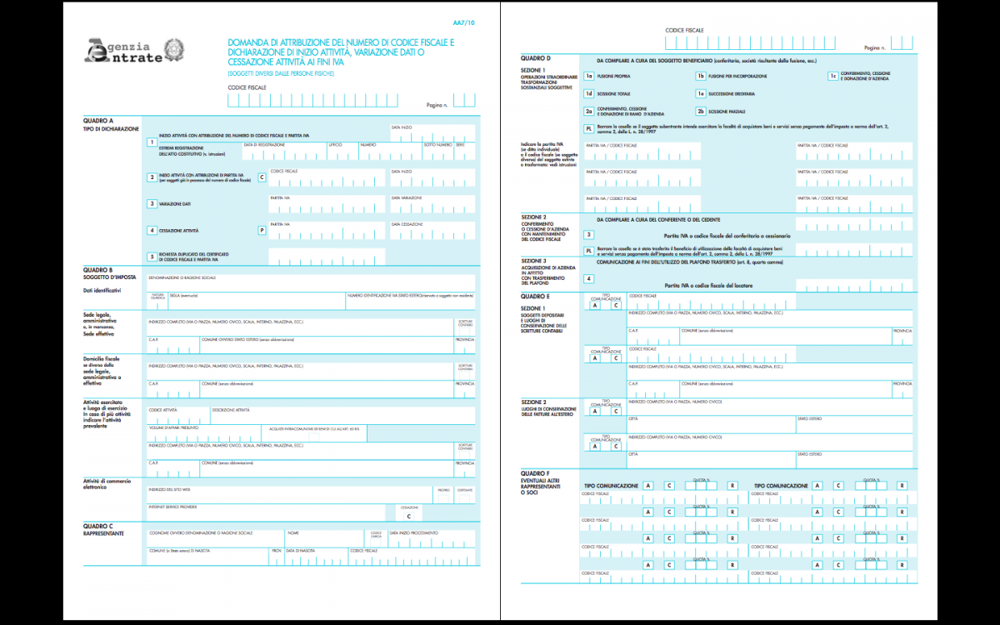 AA7/10
Agenzia
Entrate
DOMANDA DI ATTRIBUZIONE DEL NUMERO DI CODICE FISCALE E
DICHIARAZIONE DI INIZIO ATTIVITÀ, VARIAZIONE DATI O
CESSAZIONE ATTIVITÀ AI FINI IVA
(SOGGETTI DIVERSI DALLE PERSONE FISICHE)
CODICE FISCALE
Pagina n.
QUADRO A
TIPO DI DICHIARAZIONE
DATA INIZIO
1 INIZIO ATTIVITÀ CON ATTRIBUZIONE DEL NUMERO DI CODICE FISCALE E PARTITA IVA
ESTREMI REGISTRAZIONE
DELL'ATTO COSTITUTIVO (v. istruzioni)
DATA DI REGISTRAZIONE UFFICIO NUMERO SOTTO NUMERO SERIE
2 INIZIO ATTIVITÀ CON ATTRIBUZIONE DI PARTITA IVA
(per soggetti già in possesso del numero di codice fiscale)
C CODICE FISCALE DATA INIZIO
3 VARIAZIONE DATI PARTITA IVA DATA VARIAZIONE
4 CESSAZIONE ATTIVITÀ P PARTITA IVA DATA CESSAZIONE
5 RICHIESTA DUPLICATO DEL CERTIFICATO
DI CODICE FISCALE E PARTITA IVA
QUADRO B
SOGGETTO D'IMPOSTA
Dati identificativi
DENOMINAZIONE O RAGIONE SOCIALE
NATURA GIURIDICA SIGLA (eventuale) NUMERO IDENTIFICAZIONE IVA STATO ESTERO (riservato a soggetto non residente)
Sede legale,
amministrativa
o, in mancanza,
Sede effettiva
INDIRIZZO COMPLETO (VIA O PIAZZA, NUMERO CIVICO, SCALA, INTERNO, PALAZZINA, ECC.) SCRITTURE CONTABILI
C.A.P. COMUNE OVVERO STATO ESTERO (senza abbreviazione) PROVINCIA
Domicilio fiscale
se diverso dalla
sede legale,
amministrativa o
effettiva
INDIRIZZO COMPLETO (VIA O PIAZZA, NUMERO CIVICO, SCALA, INTERNO, PALAZZINA, ECC.) SCRITTURE CONTABILI
C.A.P. COMUNE (senza abbreviazione) PROVINCIA
Attività esercitata
e luogo di esercizio
In caso di più attività
indicare l'attività
prevalente
CODICE ATTIVITÀ DESCRIZIONE ATTIVITÀ
VOLUME D'AFFARI PRESUNTO ACQUISTI INTRACOMUNITARI DI BENI DI CUI ALL'ART. 60-BIS
INDIRIZZO COMPLETO (VIA O PIAZZA, NUMERO CIVICO, SCALA, INTERNO, PALAZZINA, ECC.) SCRITTURE CONTABILI
C.A.P. COMUNE (senza abbreviazione) PROVINCIA
Attività di commercio
elettronico
INDIRIZZO DEL SITO WEB PROPRIO OSPITANTE
INTERNET SERVICE PROVIDER CESSAZIONE
C
QUADRO C
RAPPRESENTANTE
COGNOME OVVERO DENOMINAZIONE O RAGIONE SOCIALE NOME CODICE CARICA DATA INIZIO PROCEDIMENTO
COMUNE (o Stato estero) DI NASCITA PROV. DATA DI NASCITA CODICE FISCALE
CODICE FISCALE
Pagina n.
QUADRO D
DA COMPILARE A CURA DEL SOGGETTO BENEFICIARIO (conferitaria, società risultante dalla fusione, ecc.)
SEZIONE 1
OPERAZIONI STRAORDINARIE
TRASFORMAZIONI
SOSTANZIALI SOGGETTIVE
1a FUSIONE PROPRIA 1b FUSIONE PER INCORPORAZIONE 1c CONFERIMENTO, CESSIONE
E DONAZIONE D'AZIENDA
1d SCISSIONE TOTALE 1e SUCCESSIONE EREDITARIA
2a CONFERIMENTO, CESSIONE
E DONAZIONE DI RAMO D'AZIENDA 2b SCISSIONE PARZIALE
PL Barrare la casella se il soggetto subentrante intende esercitare la facoltà di acquistare beni e servizi senza pagamento dell'imposta a norma dell'art. 2,
comma 2, della L. n. 28/1997
Indicare la partita IVA
(se ditta individuale)
o il codice fiscale (se soggetto
diverso) del soggetto estinto
o trasformato: vedi istruzioni
PARTITA IVA / CODICE FISCALE PARTITA IVA / CODICE FISCALE
PARTITA IVA / CODICE FISCALE PARTITA IVA / CODICE FISCALE
PARTITA IVA / CODICE FISCALE PARTITA IVA / CODICE FISCALE
SEZIONE 2
CONFERIMENTO
O CESSIONE D'AZIENDA
CON MANTENIMENTO
DEL CODICE FISCALE
DA COMPILARE A CURA DEL CONFERENTE O DEL CEDENTE
3 Partita IVA o codice fiscale del conferitario o cessionario
PL Barrare la casella se è stato trasferito il beneficio di utilizzazione della facoltà di acquistare beni
e servizi senza pagamento dell'imposta a norma dell'art. 2, comma 2, della L. n. 28/1997
SEZIONE 3
ACQUISIZIONE DI AZIENDA
IN AFFITTO
CON TRASFERIMENTO
DEL PLAFOND
COMUNICAZIONE AI FINI DELL'UTILIZZO DEL PLAFOND TRASFERITO (art. 8, quarto comma)
4 Partita IVA o codice fiscale del locatore
QUADRO E
SEZIONE 1
SOGGETTI DEPOSITARI
E LUOGHI DI
CONSERVAZIONE DELLE
SCRITTURE CONTABILI
TIPO COMUNICAZIONE A C CODICE FISCALE
INDIRIZZO COMPLETO (VIA O PIAZZA, NUMERO CIVICO, SCALA, INTERNO, PALAZZINA, ECC.)
C.A.P. COMUNE (senza abbreviazione) PROVINCIA
TIPO COMUNICAZIONE A C CODICE FISCALE
INDIRIZZO COMPLETO (VIA O PIAZZA, NUMERO CIVICO, SCALA, INTERNO, PALAZZINA, ECC.)
C.A.P. COMUNE (senza abbreviazione) PROVINCIA
SEZIONE 2
LUOGHI DI CONSERVAZIONE
DELLE FATTURE ALL'ESTERO
TIPO COMUNICAZIONE A C INDIRIZZO COMPLETO (VIA O PIAZZA, NUMERO CIVICO)
CITTÀ STATO ESTERO
TIPO COMUNICAZIONE A C INDIRIZZO COMPLETO (VIA O PIAZZA, NUMERO CIVICO)
CITTÀ STATO ESTERO
QUADRO F
EVENTUALI ALTRI
RAPPRESENTANTI
O SOCI
TIPO COMUNICAZIONE A C QUOTA % R TIPO COMUNICAZIONE A C QUOTA % R
CODICE FISCALE CODICE FISCALE
A C QUOTA % R A C QUOTA % R
CODICE FISCALE CODICE FISCALE
A C QUOTA % R A C QUOTA % R
CODICE FISCALE CODICE FISCALE
A C QUOTA % R A C QUOTA % R
CODICE FISCALE CODICE FISCALE